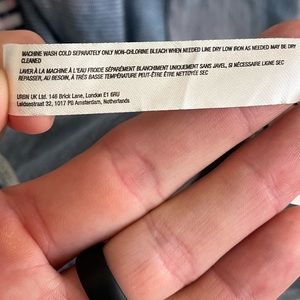 MACHINE WASH COLD SEPARATELY ONLY NON-CHLORINE BLEACH WHEN NEEDED LINE DRY LOW IRON AS NEEDED MAY BE DRY
CLEANED
LAVER À LA MACHINE À L'EAU FROIDE SÉPARÉMENT BLANCHIMENT UNIQUEMENT SANS JAVEL, SI NÉCESSAIRE LIGNE SEC
REPASSER, AU BESOIN, À TRÈS BASSE TEMPÉRATURE PEUT-ÊTRE ÊTRE NETTOYÉE SEC
URBN UK Ltd. 146 Brick Lane, London E1 6RU
Leidsestraat 32, 1017 PB Amsterdam, Netherlands